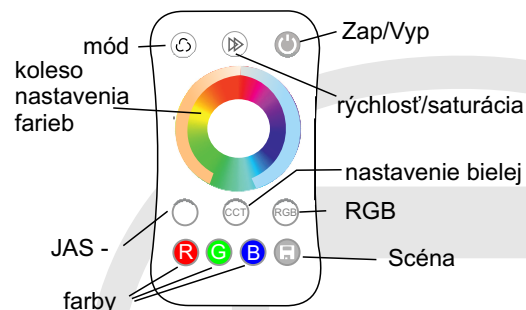 mód
Zap/Vyp
koleso
nastavenia
farieb
rýchlosť/saturácia
nastavenie bielej
CCT
RGB
RGB
JAS -
R G B
Scéna
farby